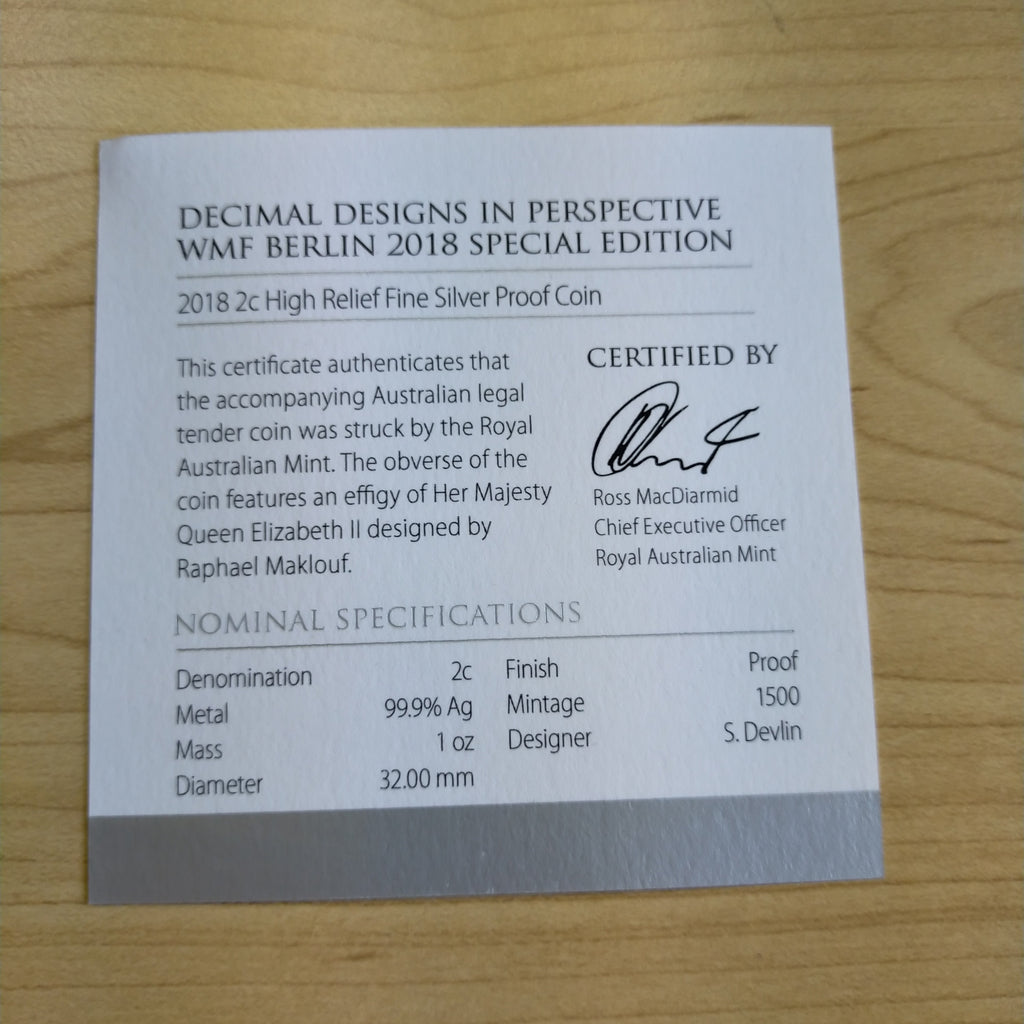 DECIMAL DESIGNS IN PERSPECTIVE
WMF BERLIN 2018 SPECIAL EDITION
2018 2c High Relief Fine Silver Proof Coin
This certificate authenticates that
the accompanying Australian legal
tender coin was struck by the Royal
Australian Mint. The obverse of the
coin features an effigy of Her Majesty
Queen Elizabeth II designed by
Raphael Maklouf.
CERTIFIED BY
Ross MacDiarmid
Chief Executive Officer
Royal Australian Mint
NOMINAL SPECIFICATIONS
Denomination 2c
Metal 99.9% Ag
Mass 1 oz
Diameter 32.00 mm
Finish Proof
Mintage 1500
Designer S. Devlin